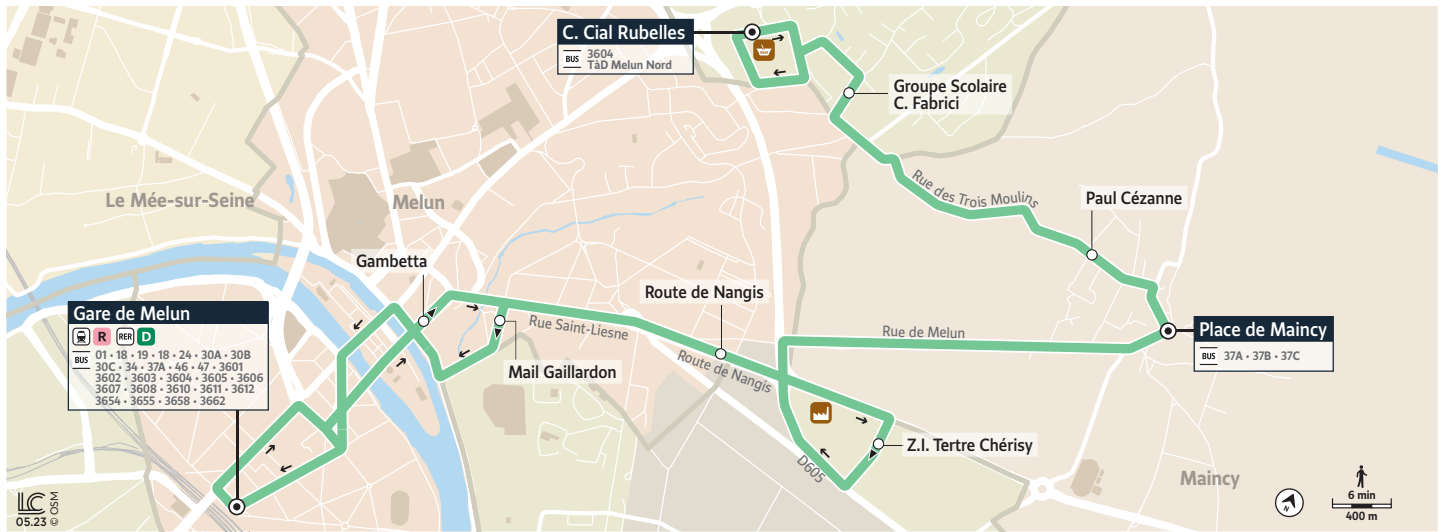 C. Cial Rubelles
BUS 3604
TàD Melun Nord
Groupe Scolaire
C. Fabrici
Rue des Trois Moulins
Paul Cézanne
Le Mée-sur-Seine
Melun
Gambetta
Route de Nangis
Gare de Melun
R RER D
BUS 01 • 18 • 19 • 18 • 24 • 30A • 30B
30C • 34 • 37A • 46 • 47 • 3601
3602 • 3603 • 3604 • 3605 • 3606
3607 • 3608 • 3610 • 3611 • 3612
3654 • 3655 • 3658 • 3662
Rue Saint-Liesne
Rue de Melun
Place de Maincy
BUS 37A • 37B • 37C
Mail Gaillardon
Route de Nangis
Z.I. Tertre Chérisy
D605
Maincy
LC
05.23 © OSM
N
6 min
400 m